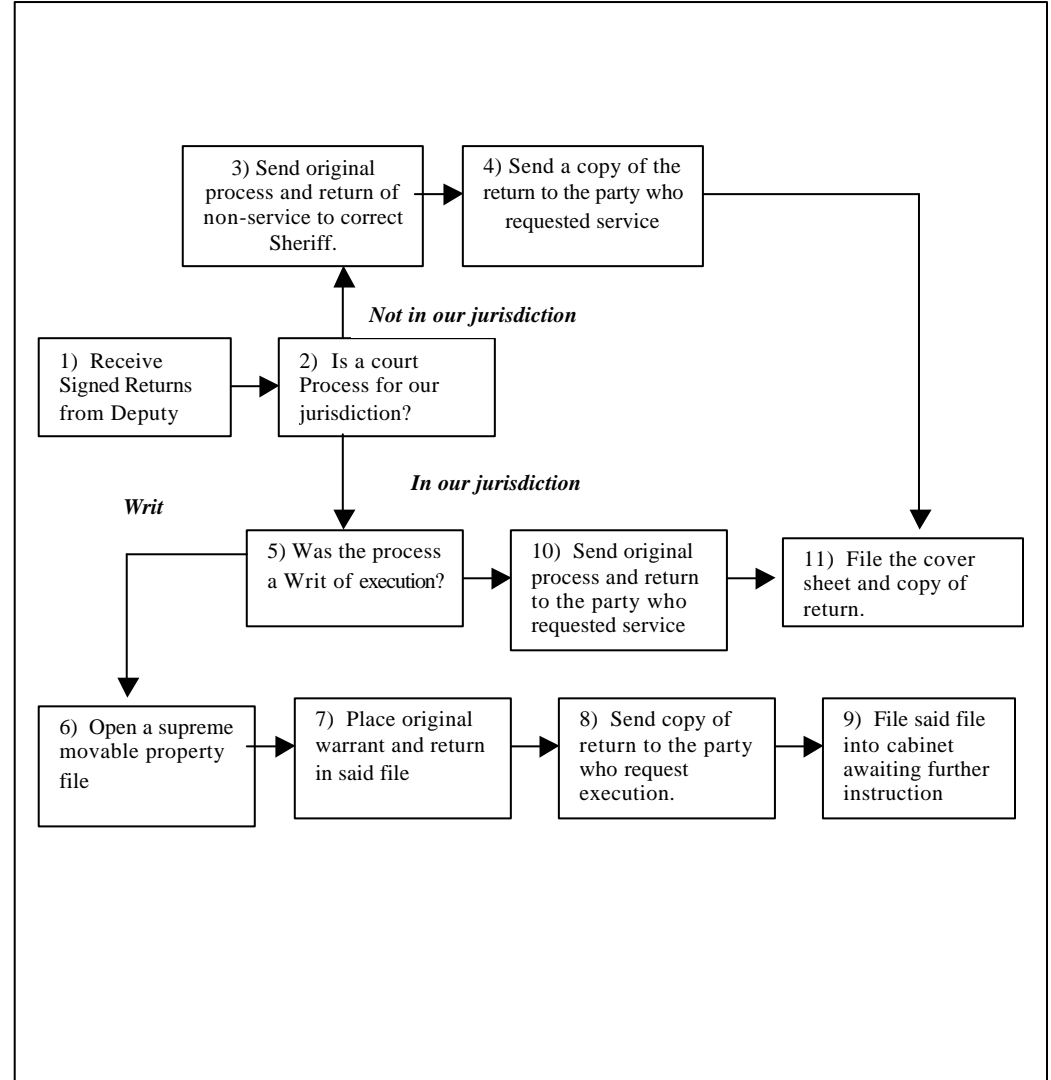 3) Send original
process and return of
non-service to correct
Sheriff.
4) Send a copy of the
return to the party who
requested service
Not in our jurisdiction
1) Receive
Signed Returns
from Deputy
2) Is a court
Process for our
jurisdiction?
In our jurisdiction
Writ
5) Was the process
a Writ of execution?
10) Send original
process and return
to the party who
requested service
11) File the cover
sheet and copy of
return.
6) Open a supreme
movable property
file
7) Place original
warrant and return
in said file
8) Send copy of
return to the party
who request
execution.
9) File said file
into cabinet
awaiting further
instruction